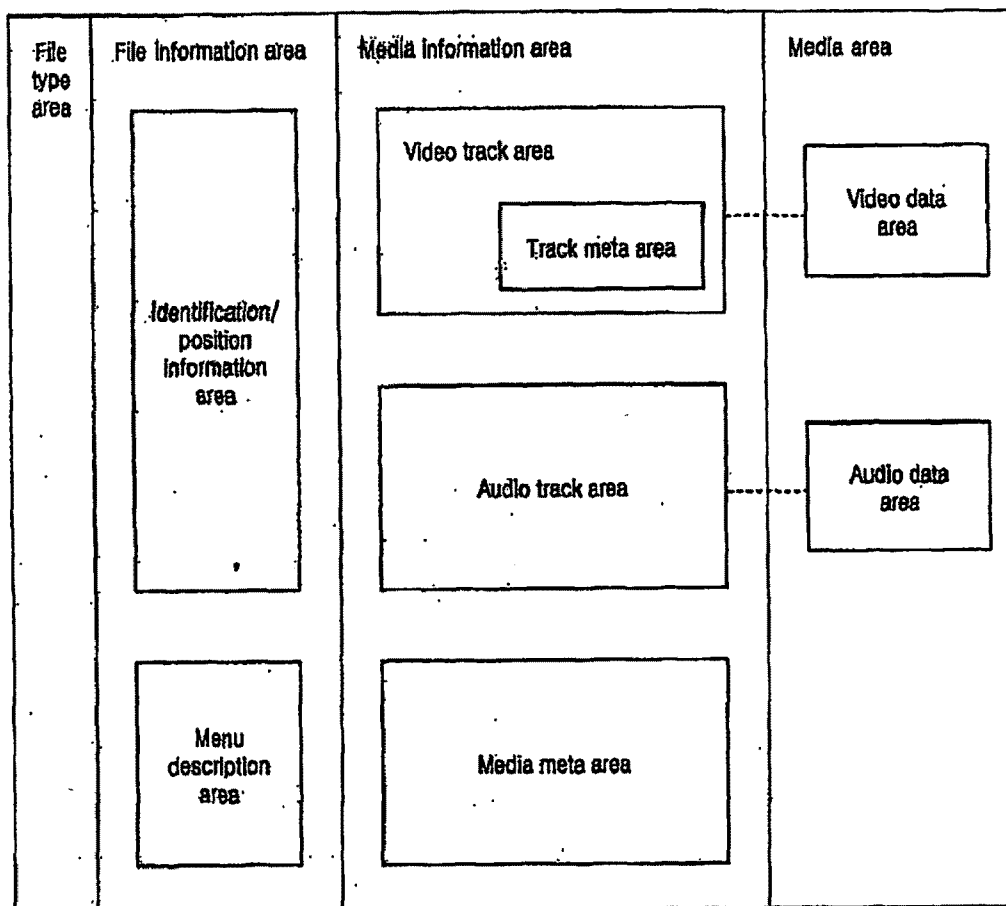 File
type
area
File information area
Media information area
Media area
Video track area
Track meta area
Video data
area
Identification/
position
information
area
Audio track area
Audio data
area
Menu
description
area
Media meta area